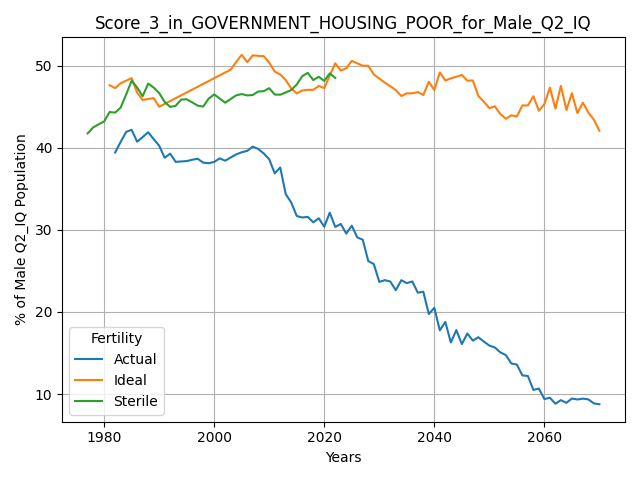 Score_3_in_GOVERNMENT_HOUSING_POOR_for_Male_Q2_IQ
% of Male Q2_IQ Population
50
40
30
20
10
Fertility
Actual
Ideal
Sterile
1980
2000
2020
2040
2060
Years